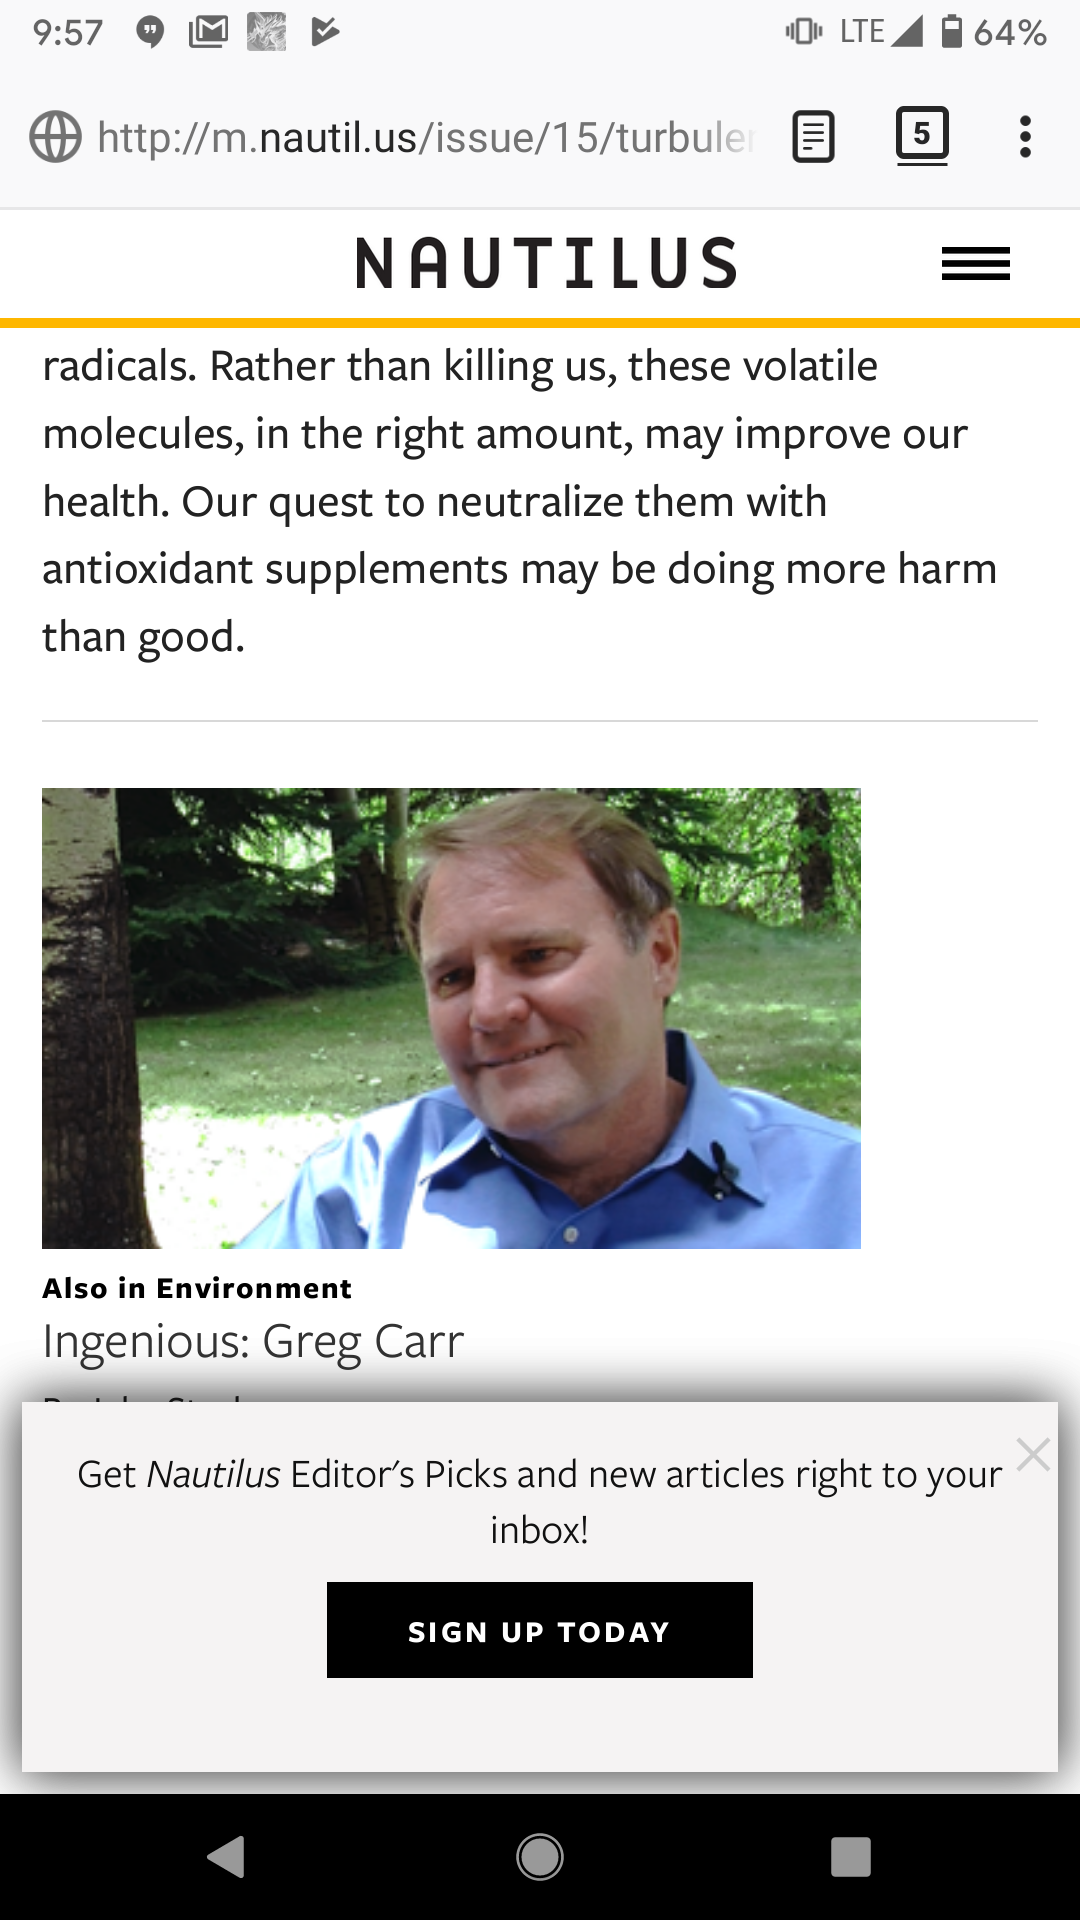 9:57 LTE 64%
http://m.nautil.us/issue/15/turbule
5
NAUTILUS
radicals. Rather than killing us, these volatile
molecules, in the right amount, may improve our
health. Our quest to neutralize them with
antioxidant supplements may be doing more harm
than good.
Also in Environment
Ingenious: Greg Carr
Get Nautilus Editor's Picks and new articles right to your
inbox!
SIGN UP TODAY